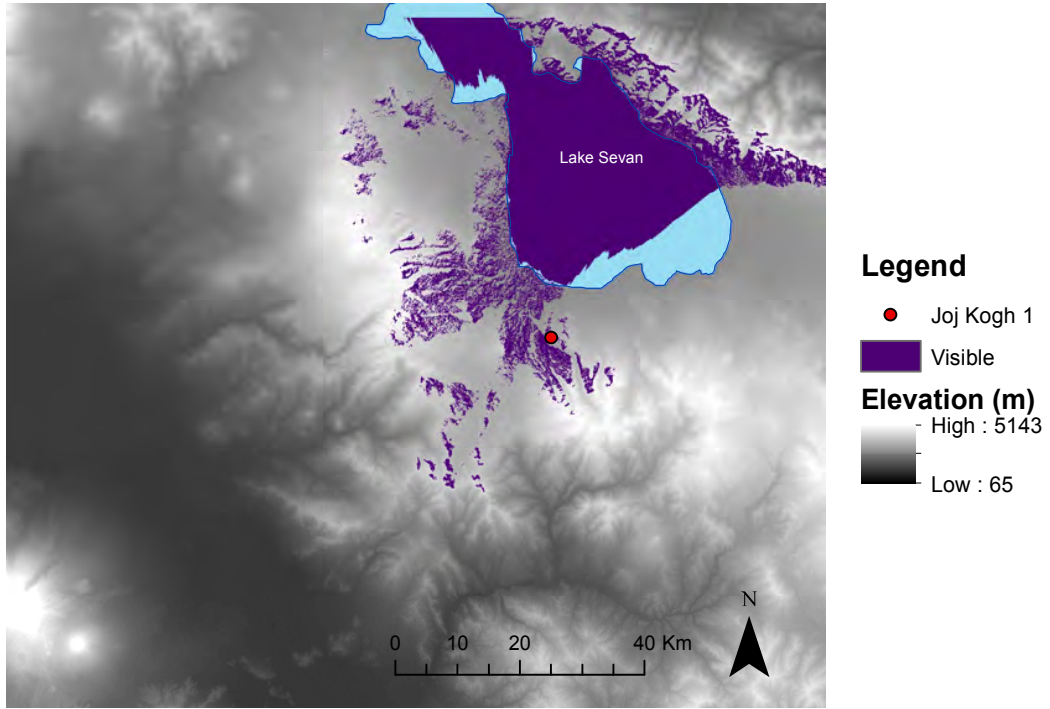 Lake Sevan
Legend
Joj Kogh 1
Visible
Elevation (m)
High : 5143
Low : 65
N
0 10 20 40 Km